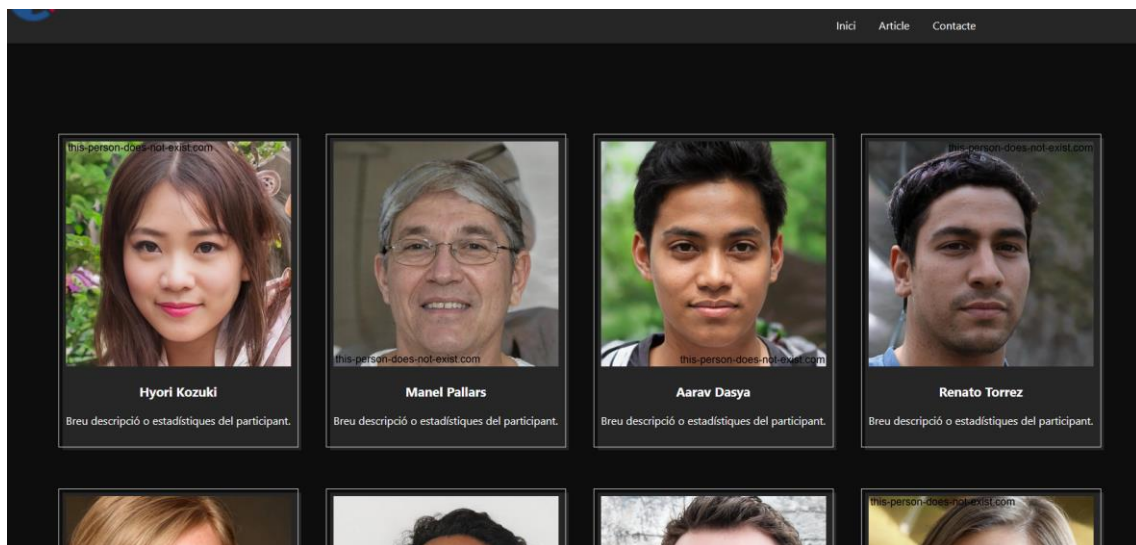 Inici Article Contacte
this-person-does-not-exist.com
this-person-does-not-exist.com
this-person-does-not-exist.com
this-person-does-not-exist.com
Hyori Kozuki
Breu descripció o estadístiques del participant.
Manel Pallars
Breu descripció o estadístiques del participant.
Aarav Dasya
Breu descripció o estadístiques del participant.
Renato Torrez
Breu descripció o estadístiques del participant.
this-person-does-not-exist.com